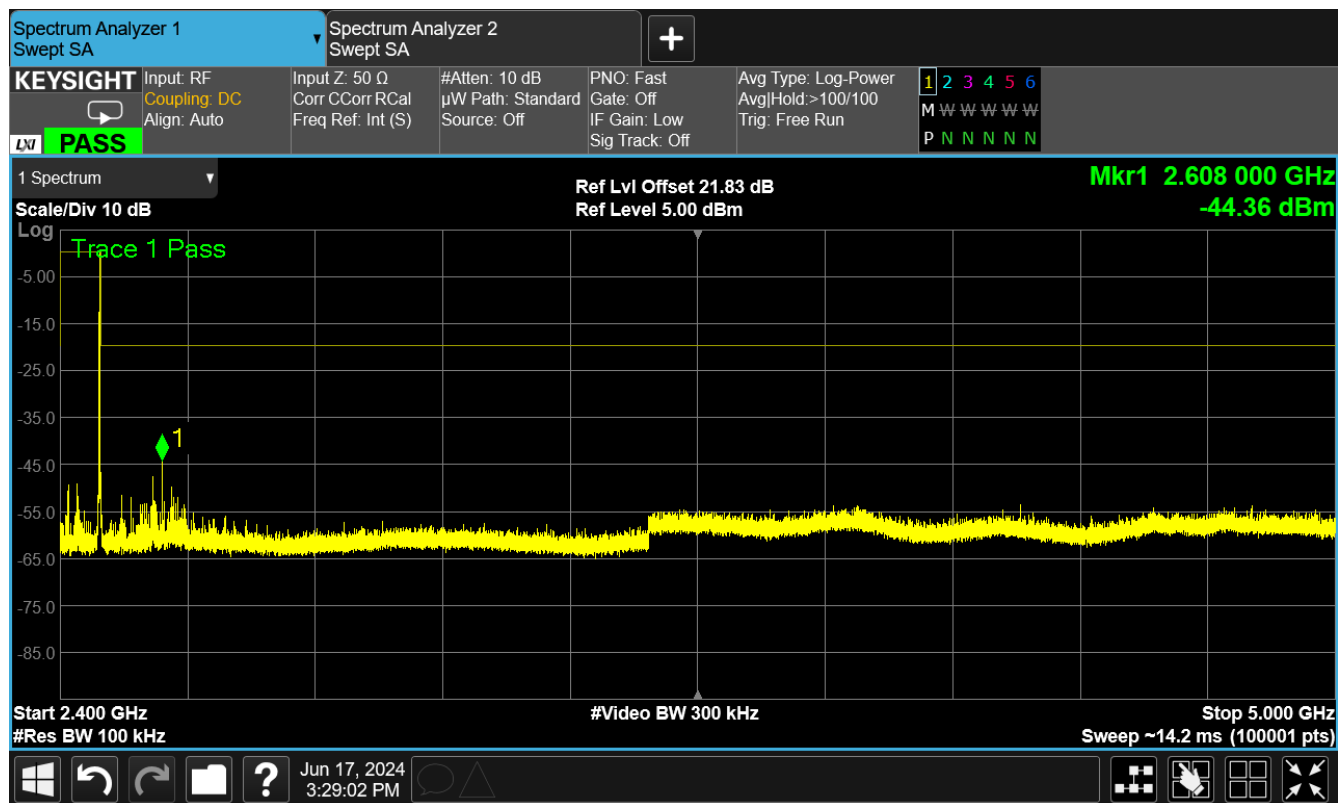 Spectrum Analyzer 1
Swept SA
Spectrum Analyzer 2
Swept SA
KEYSIGHT
LXI PASS
Input: RF
Coupling: DC
Align: Auto
Input Z: 50 Ω
Corr CCorr RCal
Freq Ref: Int (S)
#Atten: 10 dB
µW Path: Standard
Source: Off
PNO: Fast
Gate: Off
IF Gain: Low
Sig Track: Off
Avg Type: Log-Power
Avg|Hold:>100/100
Trig: Free Run
1 2 3 4 5 6
M W W W W W
P N N N N N
1 Spectrum
Scale/Div 10 dB
Ref Lvl Offset 21.83 dB
Ref Level 5.00 dBm
Mkr1 2.608 000 GHz
-44.36 dBm
Log
Trace 1 Pass
-5.00
-15.0
-25.0
-35.0
1
-45.0
-55.0
-65.0
-75.0
-85.0
Start 2.400 GHz
#Res BW 100 kHz
#Video BW 300 kHz
Stop 5.000 GHz
Sweep ~14.2 ms (100001 pts)
?
Jun 17, 2024
3:29:02 PM